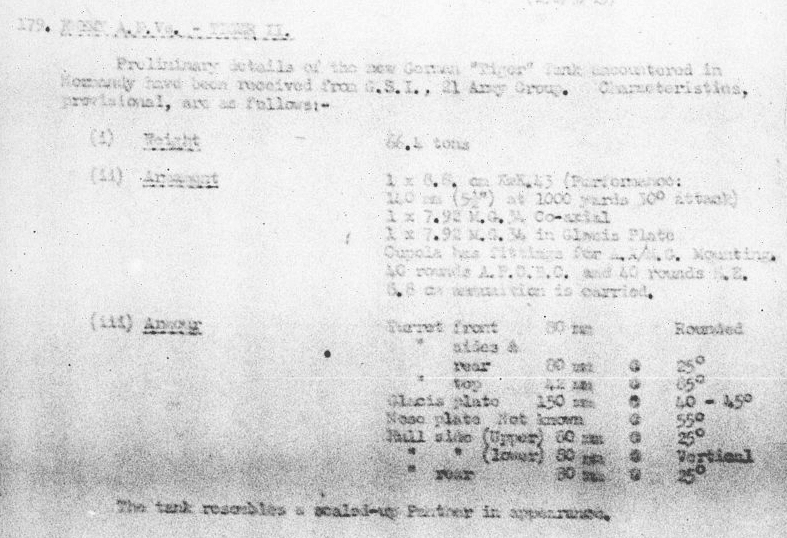 179. ENEMY A.F.Vs. - TIGER II.
Preliminary details of the new German "Tiger" Tank encountered in
Normandy have been received from G.S.I., 21 Army Group. Characteristics,
provisional, are as follows:-
(i) Weight - 66.4 tons
(ii) Armament 1 x 8.8. cm KwK.43 (Performance:
140 mm (5½") at 1000 yards 30° attack)
1 x 7.92 M.G.34 Co-axial
1 x 7.92 M.G.34 in Glacis Plate
Cupola has fittings for A.A/M.G. Mounting.
40 rounds A.P.C.B.C. and 40 rounds H.E.
8.8 cm ammunition is carried.
(iii) Armour Turret front 80 mm Rounded
" sides &
rear 80 mm @ 25°
" top 42 mm @ 85°
Glacis plate 150 mm @ 40 - 45°
Nose plate Not known @ 55°
Hull side (Upper) 80 mm @ 25°
" " (lower) 80 mm @ Vertical
" rear 80 mm @ 25°
The tank resembles a scaled-up Panther in appearance.